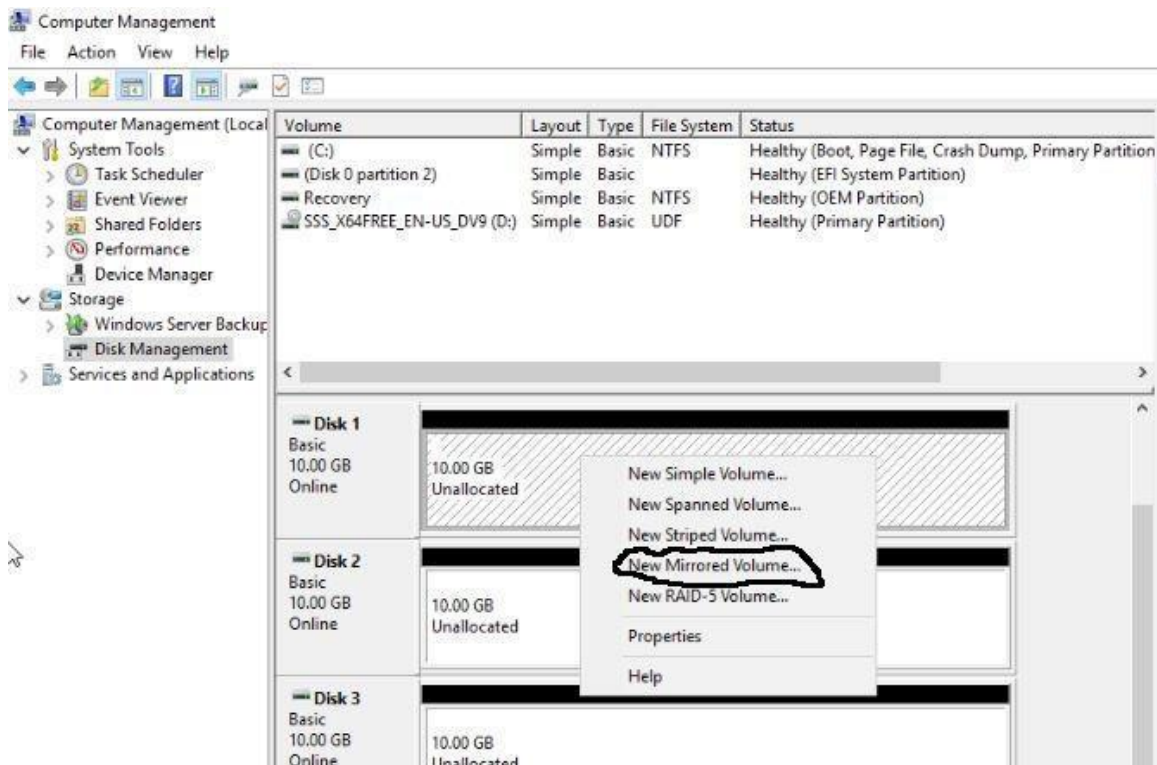 Computer Management
File Action View Help
Computer Management (Local
System Tools
Task Scheduler
Event Viewer
Shared Folders
Performance
Device Manager
Storage
Windows Server Backup
Disk Management
Services and Applications
Volume Layout Type File System Status
(C:) Simple Basic NTFS Healthy (Boot, Page File, Crash Dump, Primary Partition
(Disk 0 partition 2) Simple Basic Healthy (EFI System Partition)
Recovery Simple Basic NTFS Healthy (OEM Partition)
SSS_X64FREE_EN-US_DV9 (D:) Simple Basic UDF Healthy (Primary Partition)
Disk 1
Basic
10.00 GB
Online
10.00 GB
Unallocated
New Simple Volume...
New Spanned Volume...
New Striped Volume...
New Mirrored Volume...
New RAID-5 Volume...
Properties
Help
Disk 2
Basic
10.00 GB
Online
10.00 GB
Unallocated
Disk 3
Basic
10.00 GB
Online
10.00 GB
Unallocated